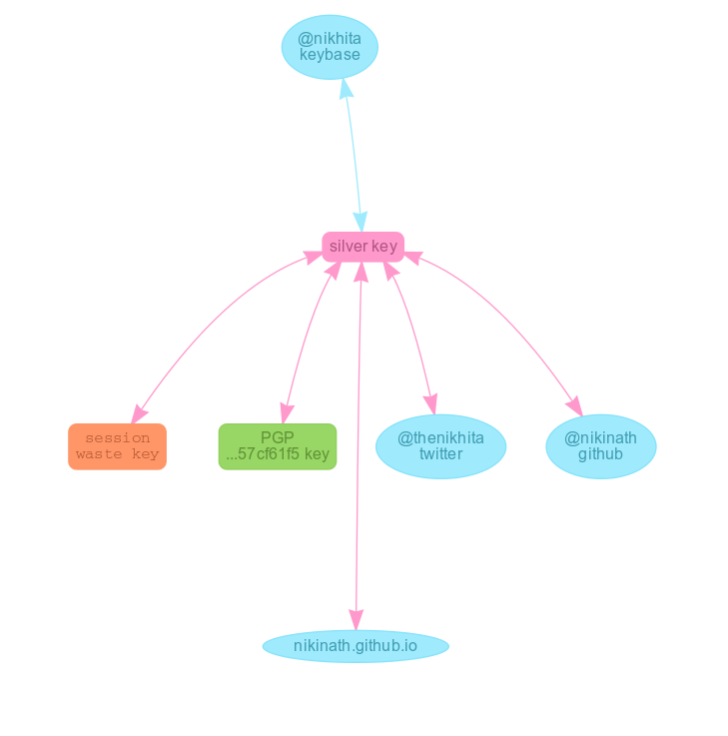 @nikhita
keybase
silver key
session
waste key
PGP
...57cf61f5 key
@thenikhita
twitter
@nikinath
github
nikinath.github.io